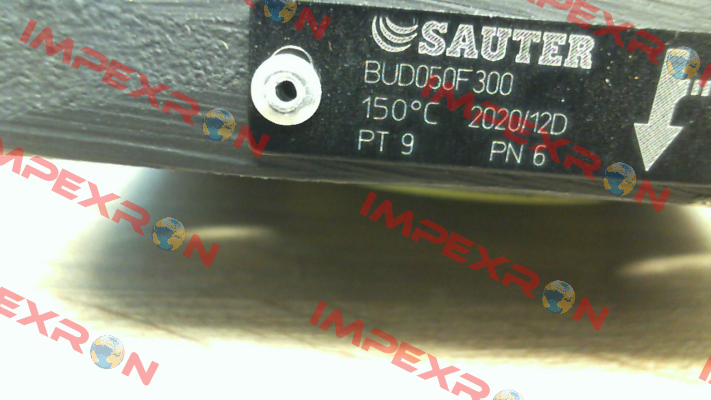 SAUTER
BUD050F300
150°C 2020/12D
PT 9 PN 6
IMPEXRON
IMPEXRON
IMPEXRON
IMPEXRON
IMPEXRON